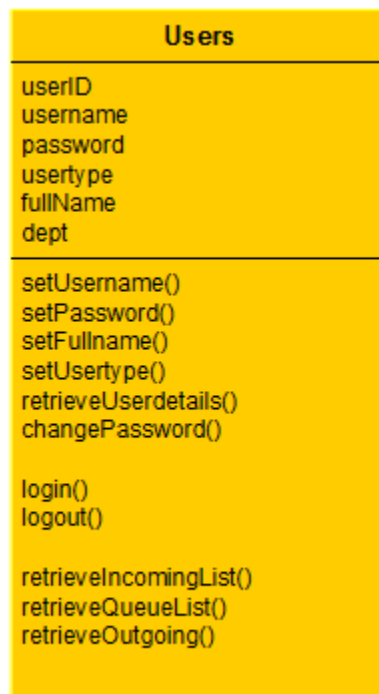 Users
userID
username
password
usertype
fullName
dept
setUsername()
setPassword()
setFullname()
setUsertype()
retrieveUserdetails()
changePassword()
login()
logout()
retrieveIncomingList()
retrieveQueueList()
retrieveOutgoing()